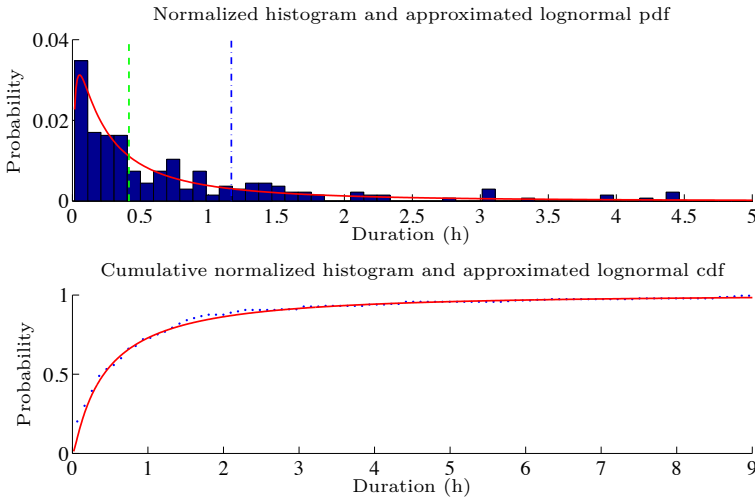 Normalized histogram and approximated lognormal pdf
0.04
0.02
0
Probability
0 0.5 1 1.5 2 2.5 3 3.5 4 4.5 5
Duration (h)
Cumulative normalized histogram and approximated lognormal cdf
1
0.5
0
Probability
0 1 2 3 4 5 6 7 8 9
Duration (h)